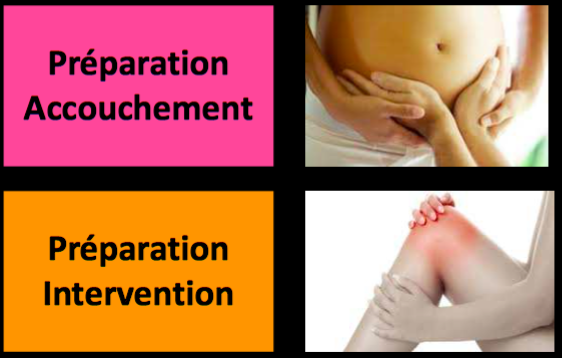 Préparation
Accouchement
Préparation
Intervention